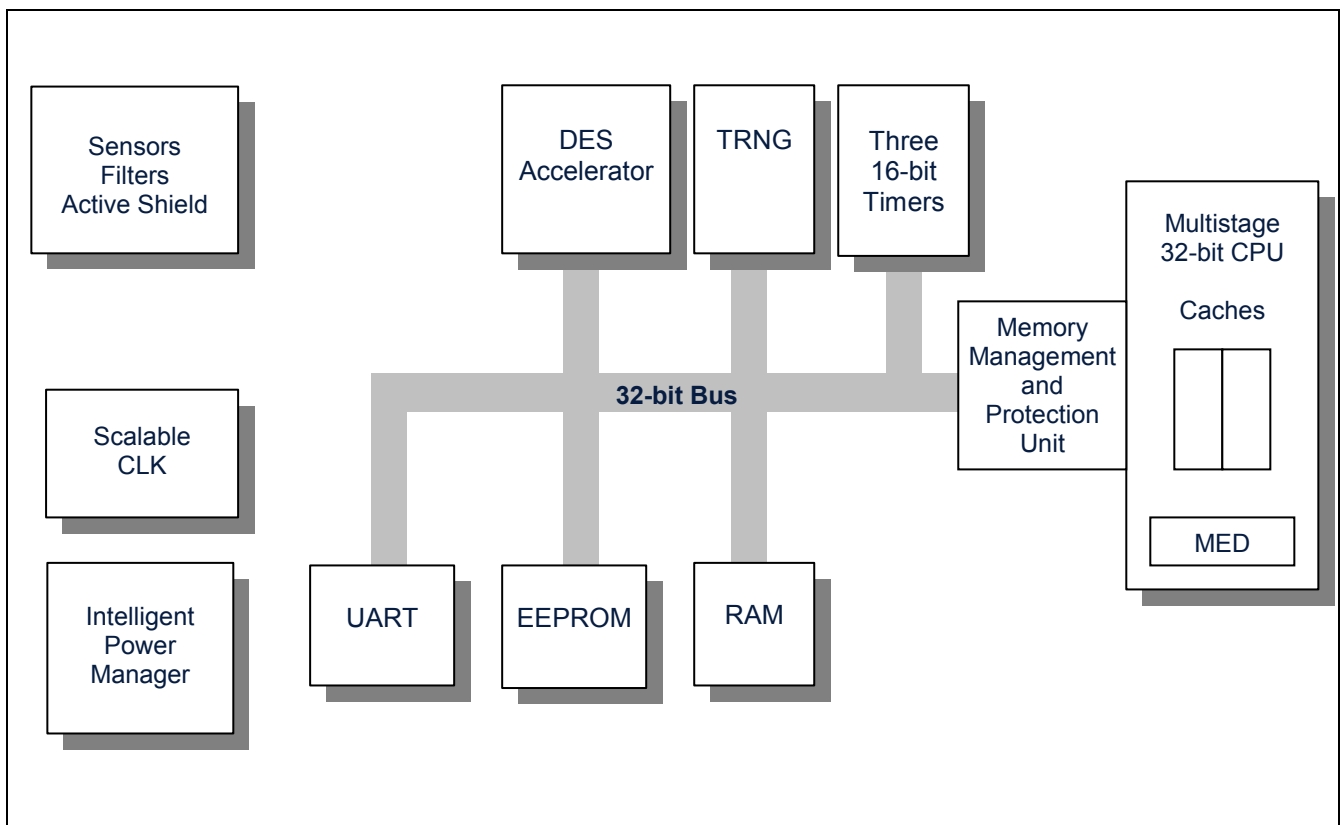 Sensors
Filters
Active Shield
DES
Accelerator
TRNG
Three
16-bit
Timers
Multistage
32-bit CPU
Caches
Memory
Management
and
Protection
Unit
32-bit Bus
Scalable
CLK
MED
Intelligent
Power
Manager
UART
EEPROM
RAM